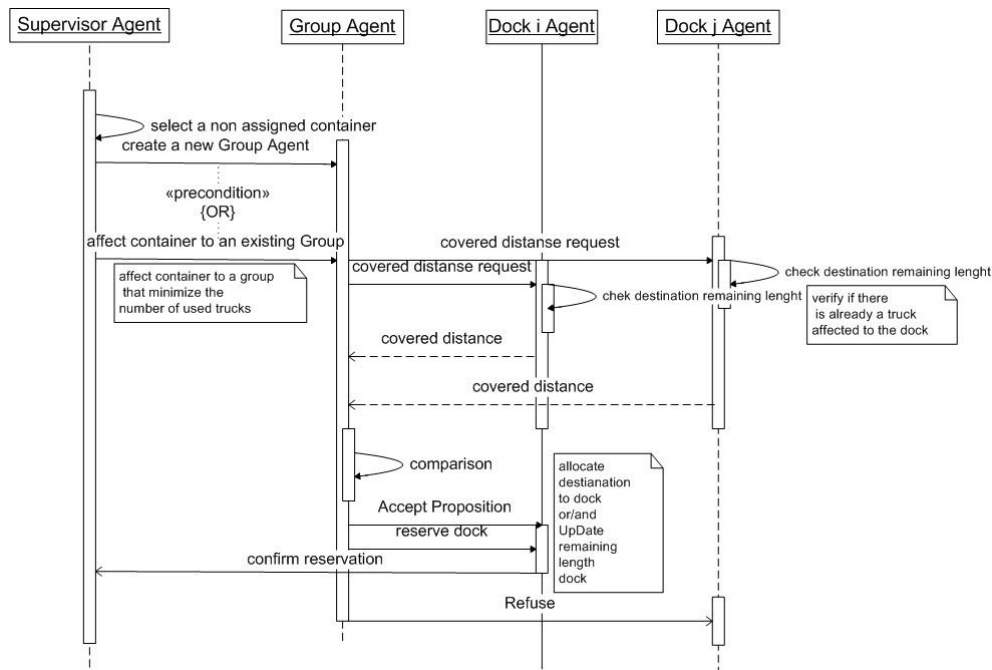 Supervisor Agent
Group Agent
Dock i Agent
Dock j Agent
select a non assigned container
create a new Group Agent
«precondition»
{OR}
affect container to an existing Group
covered distanse request
covered distanse request
check destination remaining lenght
affect container to a group
that minimize the
number of used trucks
chek destination remaining lenght
verify if there
is already a truck
affected to the dock
covered distance
covered distance
comparison
allocate
destianation
to dock
or/and
UpDate
remaining
length
dock
Accept Proposition
reserve dock
confirm reservation
Refuse